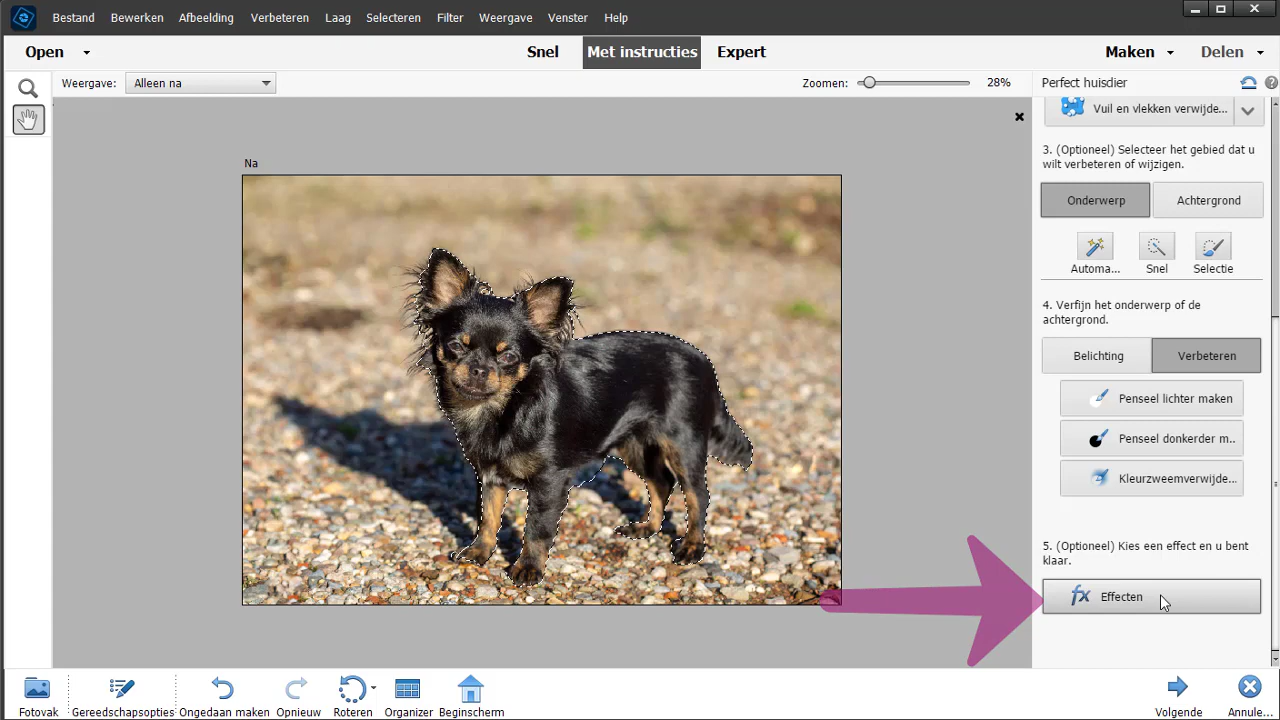 Bestand Bewerken Afbeelding Verbeteren Laag Selecteren Filter Weergave Venster Help
Open Snel Met instructies Expert Maken Delen
Weergave: Alleen na Zoomen: 28% Perfect huisdier
Vuil en vlekken verwijde...
Na
3. (Optioneel) Selecteer het gebied dat u
wilt verbeteren of wijzigen.
Onderwerp Achtergrond
Automa... Snel Selectie
4. Verfijn het onderwerp of de
achtergrond.
Belichting Verbeteren
Penseel lichter maken
Penseel donkerder m..
Kleurzweemverwijde...
5. (Optioneel) Kies een effect en u bent
klaar.
fx Effecten
Fotovak Gereedschapsopties Ongedaan maken Opnieuw Roteren Organizer Beginscherm Volgende Annule...